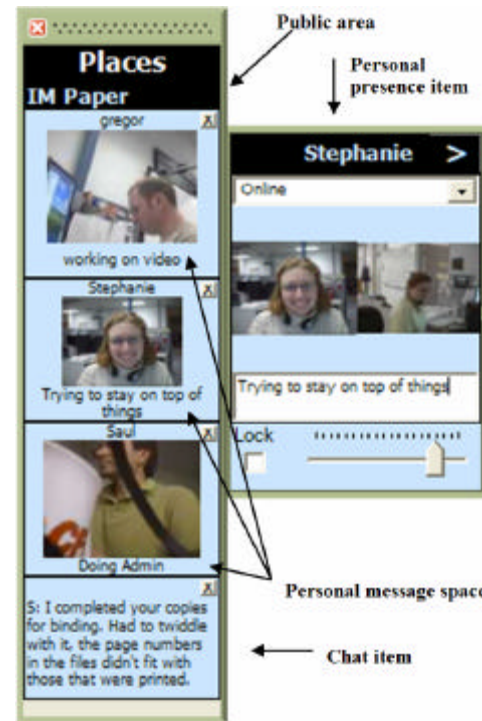 Public area
Places
Personal
presence item
IM Paper
gregor
Stephanie >
Online
working on video
Stephanie
Trying to stay on top of
things
Trying to stay on top of things
Saul
Lock
Doing Admin
Personal message space
S: I completed your copies
for binding. Had to twiddle
with it, the page numbers
in the files didn't fit with
those that were printed.
Chat item